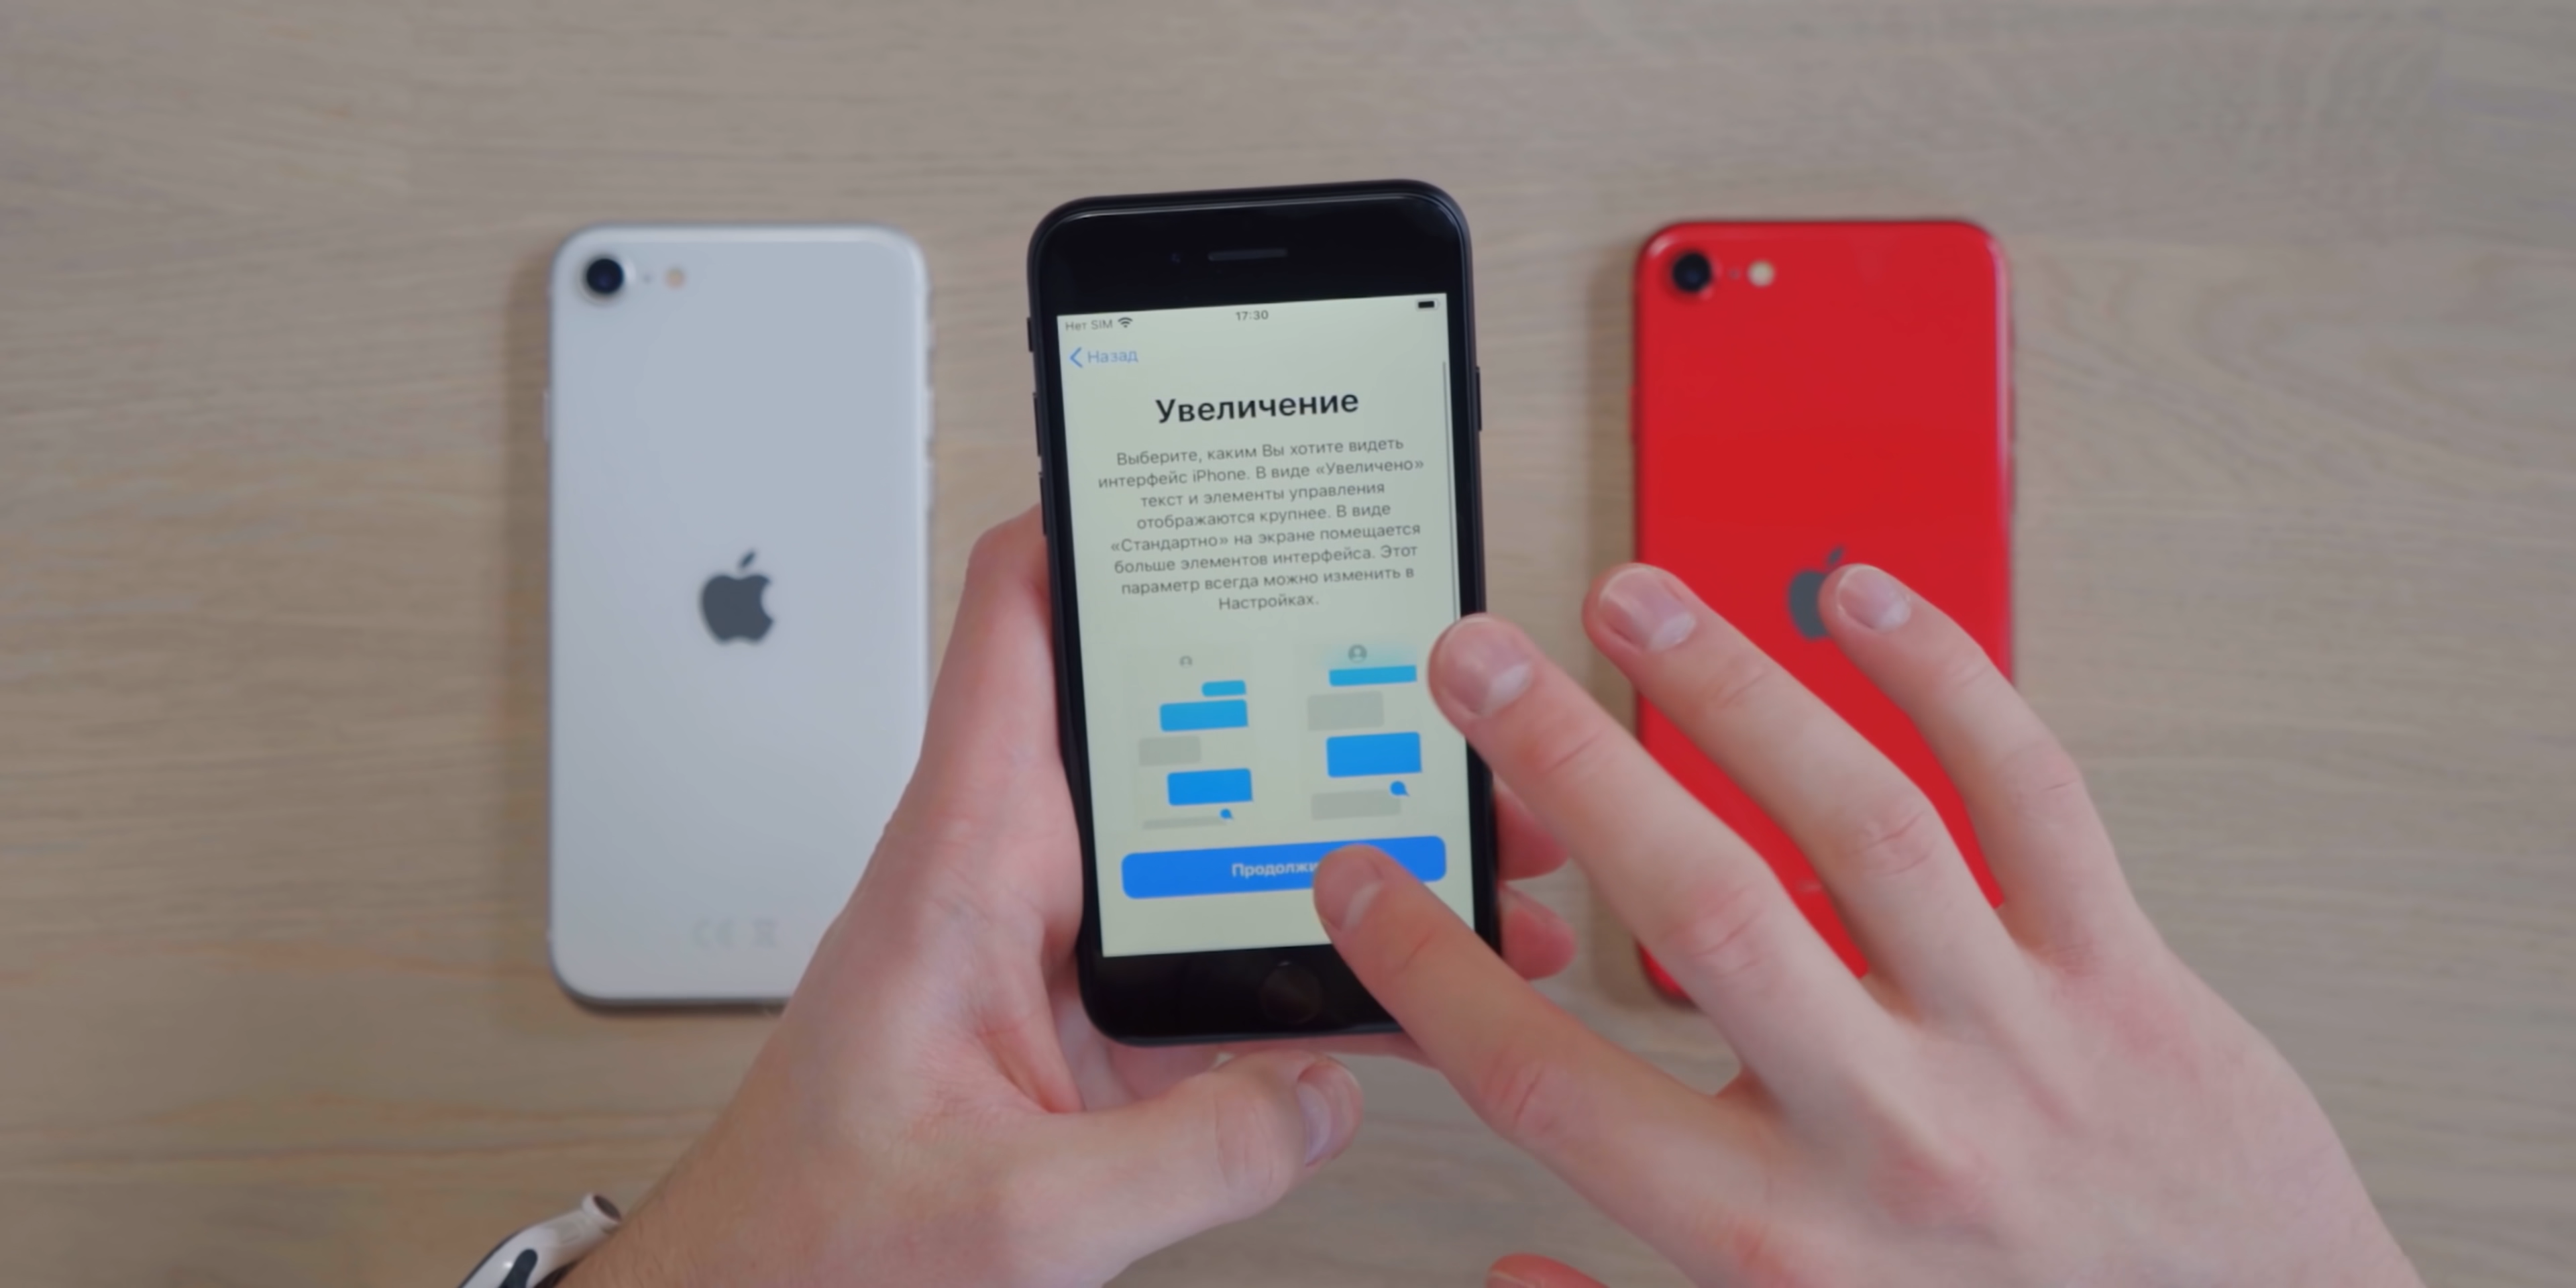 Нет SIM
17:30
Назад
Увеличение
Выберите, каким Вы хотите видеть
интерфейс iPhone. В виде «Увеличено»
текст и элементы управления
отображаются крупнее. В виде
«Стандартно» на экране помещается
больше элементов интерфейса. Этот
параметр всегда можно изменить в
Настройках.
CE